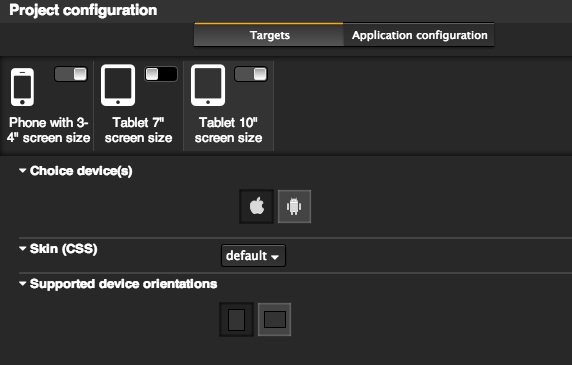 Project configuration
Targets
Application configuration
Phone with 3-
4" screen size
Tablet 7"
screen size
Tablet 10"
screen size
Choice device(s)
Skin (CSS)
default
Supported device orientations